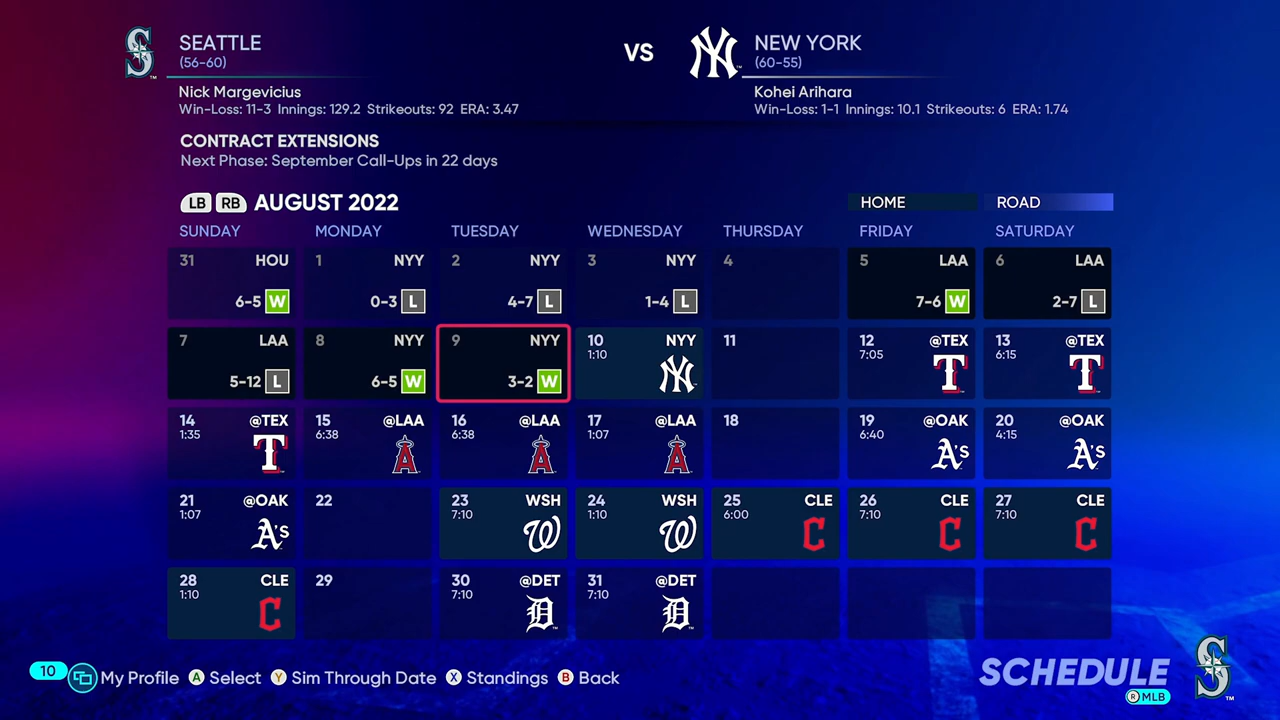 SEATTLE
(56-60)
VS
NEW YORK
(60-55)
Nick Margevicius
Win-Loss: 11-3 Innings: 129.2 Strikeouts: 92 ERA: 3.47
Kohei Arihara
Win-Loss: 1-1 Innings: 10.1 Strikeouts: 6 ERA: 1.74
CONTRACT EXTENSIONS
Next Phase: September Call-Ups in 22 days
LB RB AUGUST 2022
HOME ROAD
SUNDAY MONDAY TUESDAY WEDNESDAY THURSDAY FRIDAY SATURDAY
31 HOU 1 NYY 2 NYY 3 NYY 4 5 LAA 6 LAA
6-5 W 0-3 L 4-7 L 1-4 L 7-6 W 2-7 L
7 LAA 8 NYY 9 NYY 10 NYY 11 12 @TEX 13 @TEX
1:10 7:05 6:15
5-12 L 6-5 W 3-2 W NY T T
14 @TEX 15 @LAA 16 @LAA 17 @LAA 18 19 @OAK 20 @OAK
1:35 6:38 6:38 1:07 6:40 4:15
T A A A A's A's
21 @OAK 22 23 WSH 24 WSH 25 CLE 26 CLE 27 CLE
1:07 7:10 1:10 6:00 7:10 7:10
A's W W C C C
28 CLE 29 30 @DET 31 @DET
1:10 7:10 7:10
C D D
10 My Profile A Select Y Sim Through Date X Standings B Back
SCHEDULE
R MLB
S
TM